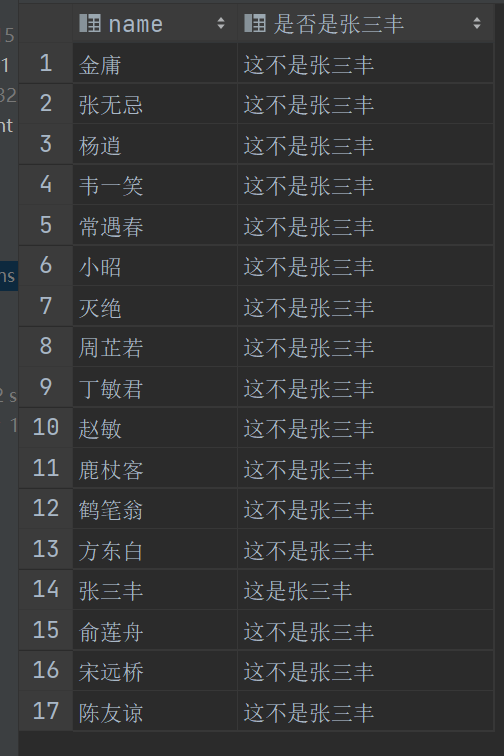 name 是否是张三丰
1 金庸 这不是张三丰
2 张无忌 这不是张三丰
3 杨逍 这不是张三丰
4 韦一笑 这不是张三丰
5 常遇春 这不是张三丰
6 小昭 这不是张三丰
7 灭绝 这不是张三丰
8 周芷若 这不是张三丰
9 丁敏君 这不是张三丰
10 赵敏 这不是张三丰
11 鹿杖客 这不是张三丰
12 鹤笔翁 这不是张三丰
13 方东白 这不是张三丰
14 张三丰 这是张三丰
15 俞莲舟 这不是张三丰
16 宋远桥 这不是张三丰
17 陈友谅 这不是张三丰